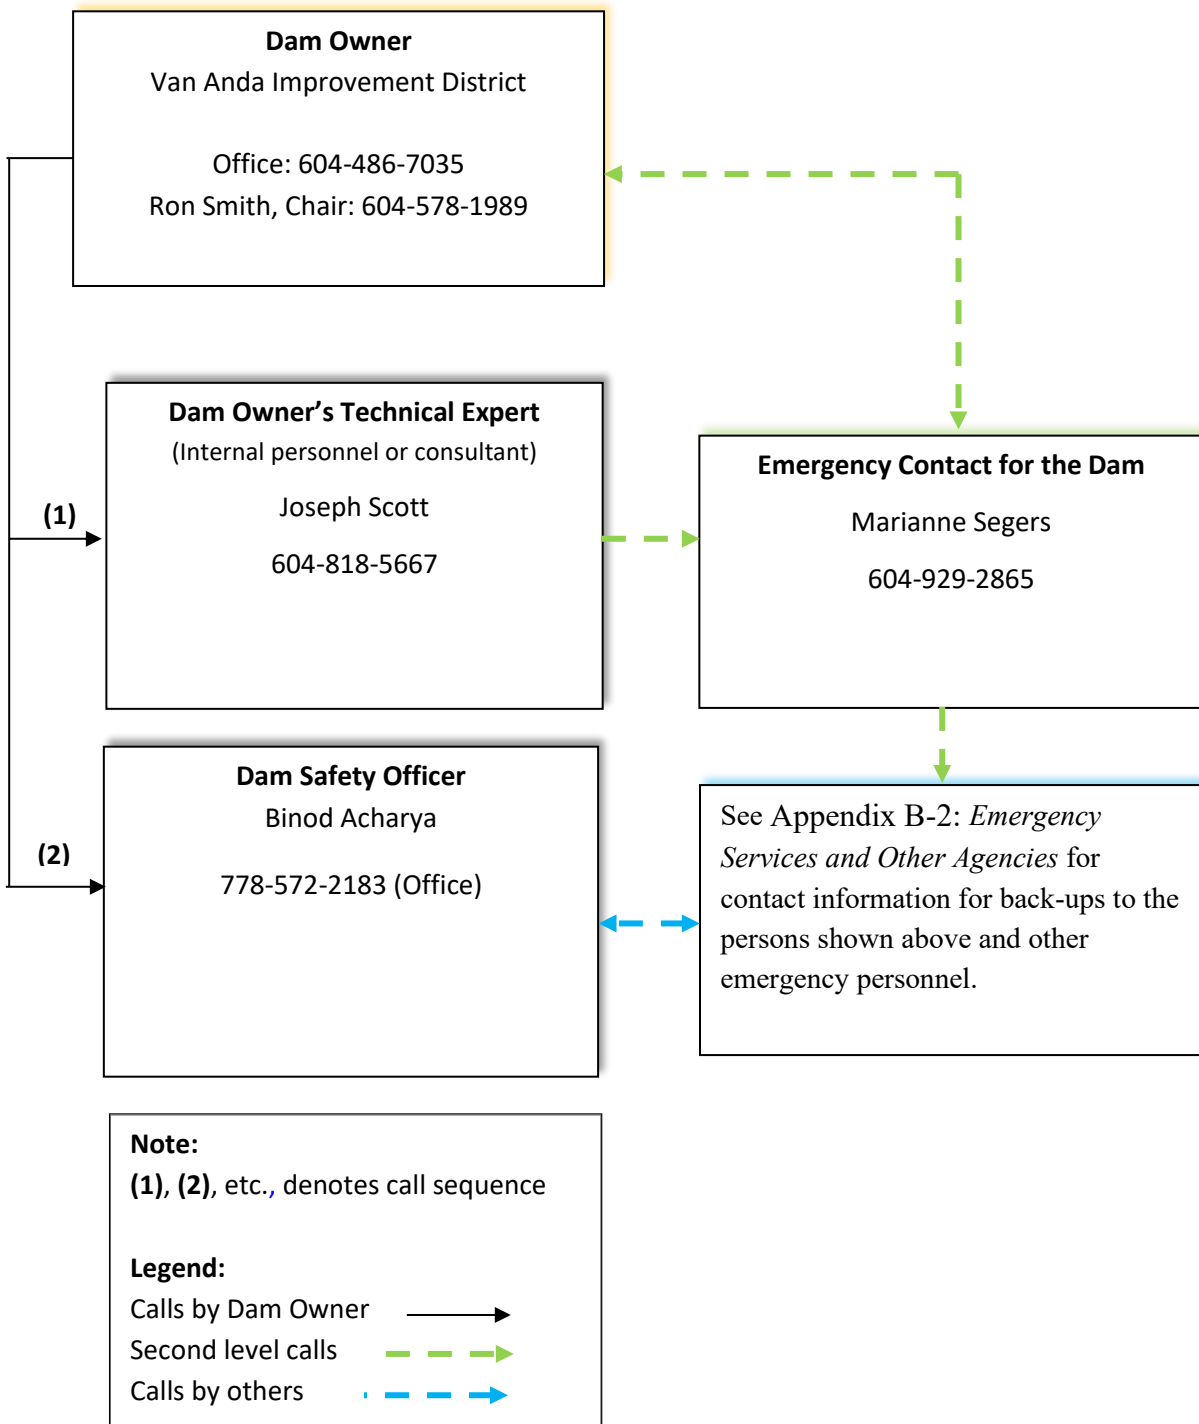 Dam Owner
Van Anda Improvement District
Office: 604-486-7035
Ron Smith, Chair: 604-578-1989
Dam Owner’s Technical Expert
(Internal personnel or consultant)
Joseph Scott
604-818-5667
(1)
Emergency Contact for the Dam
Marianne Segers
604-929-2865
Dam Safety Officer
Binod Acharya
778-572-2183 (Office)
(2)
See Appendix B-2: Emergency
Services and Other Agencies for
contact information for back-ups to the
persons shown above and other
emergency personnel.
Note:
(1), (2), etc., denotes call sequence
Legend:
Calls by Dam Owner
Second level calls
Calls by others